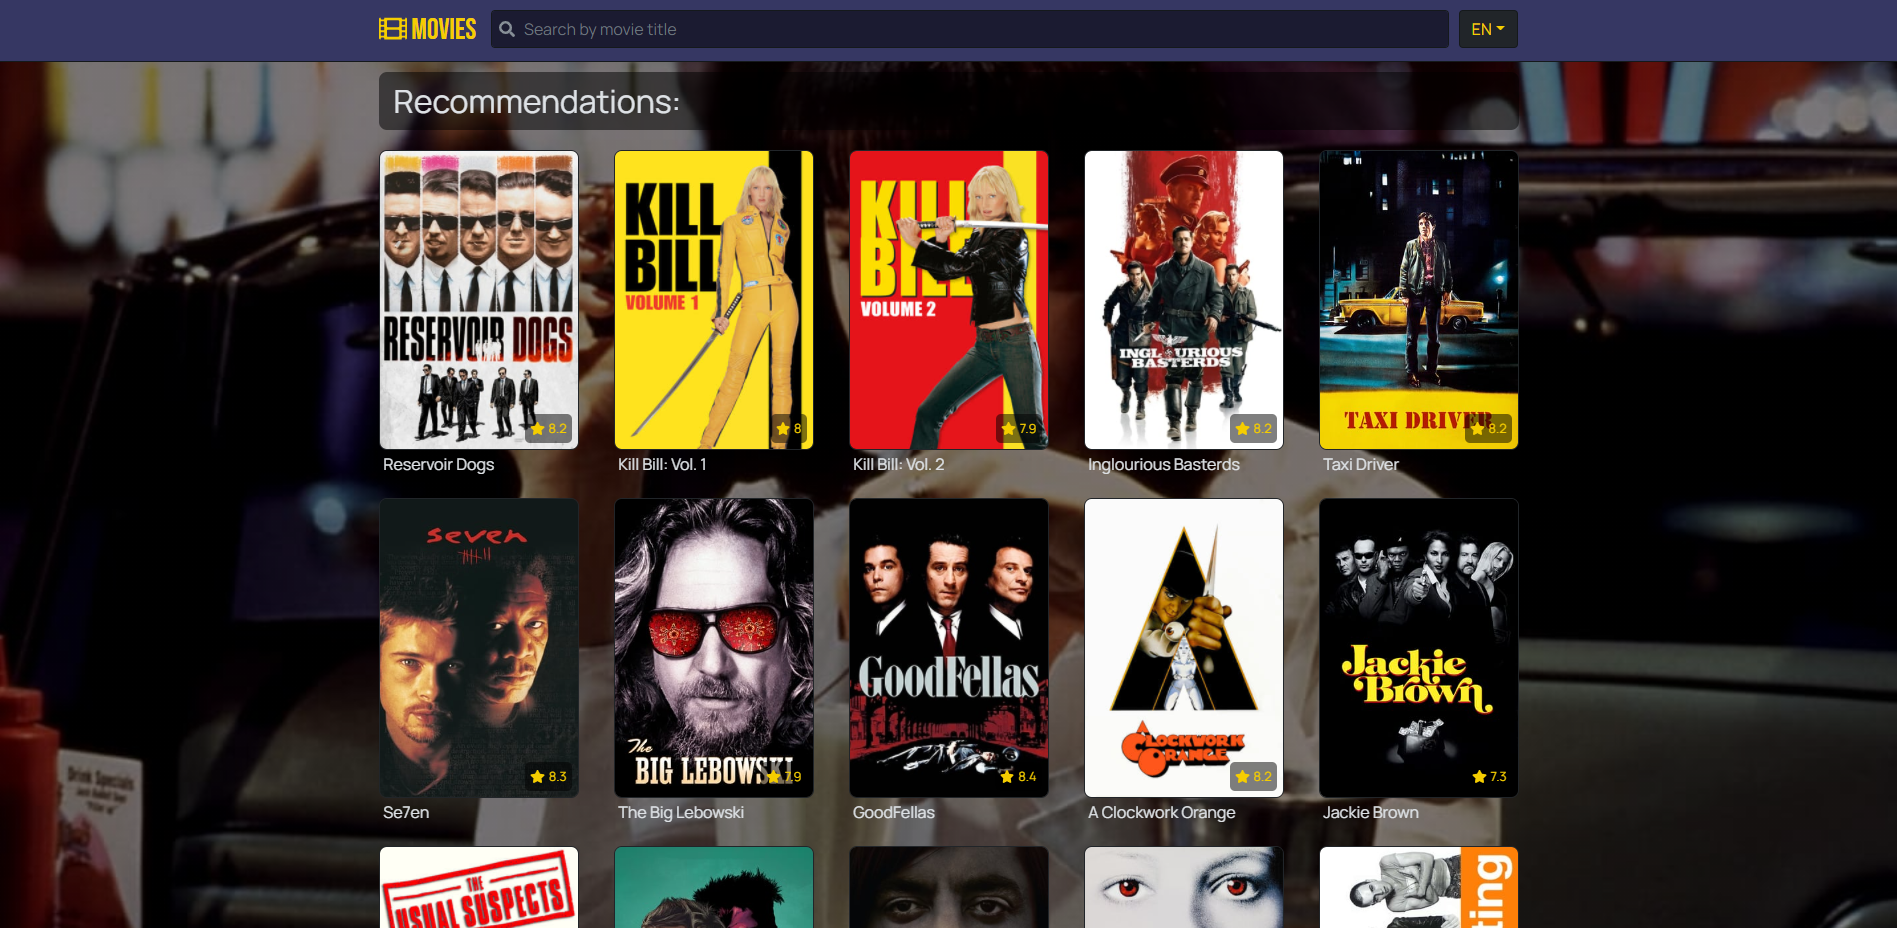 MOVIES
Search by movie title
EN
Recommendations:
RESERVOIR DOGS
8.2
Reservoir Dogs
KILL
BILL
VOLUME 1
8
Kill Bill: Vol. 1
KILL
BILL
VOLUME 2
7.9
Kill Bill: Vol. 2
INGLOURIOUS
BASTERDS
8.2
Inglourious Basterds
TAXI DRIVER
8.2
Taxi Driver
seven
8.3
Se7en
The
BIG LEBOWSKI
7.9
The Big Lebowski
GOODFELLAS
8.4
GoodFellas
A
CLOCKWORK
ORANGE
8.2
A Clockwork Orange
Jackie
Brown
7.3
Jackie Brown
Drink Specials
THE
USUAL SUSPECTS
ting